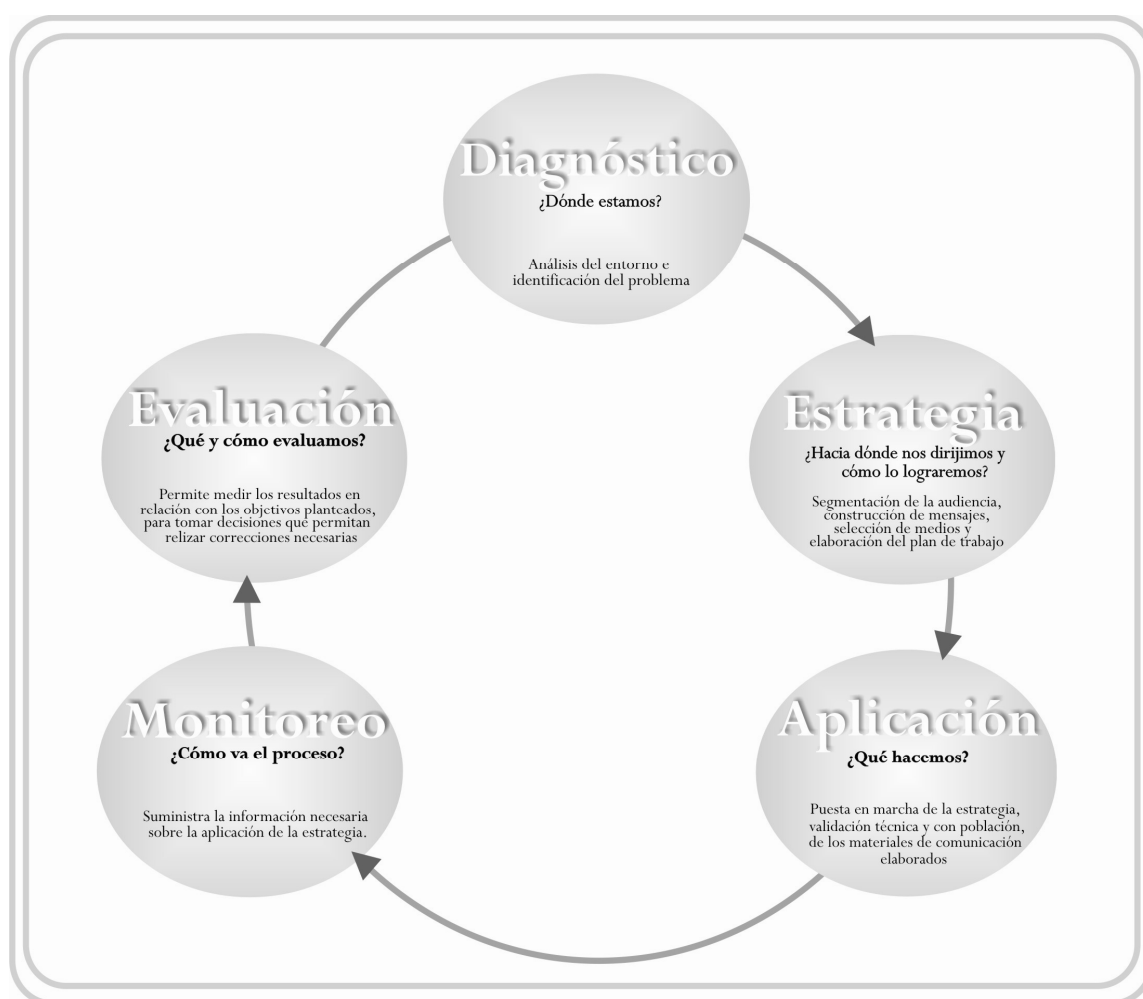 Diagnóstico
¿Dónde estamos?
Análisis del entorno e
identificación del problema
Estrategia
¿Hacia dónde nos dirijimos y
cómo lo lograremos?
Segmentación de la audiencia,
construcción de mensajes,
selección de medios y
elaboración del plan de trabajo
Aplicación
¿Qué hacemos?
Puesta en marcha de la estrategia,
validación técnica y con población,
de los materiales de comunicación
elaborados
Monitoreo
¿Cómo va el proceso?
Suministra la información necesaria
sobre la aplicación de la estrategia.
Evaluación
¿Qué y cómo evaluamos?
Permite medir los resultados en
relación con los objetivos planteados,
para tomar decisiones que permitan
relizar correcciones necesarias